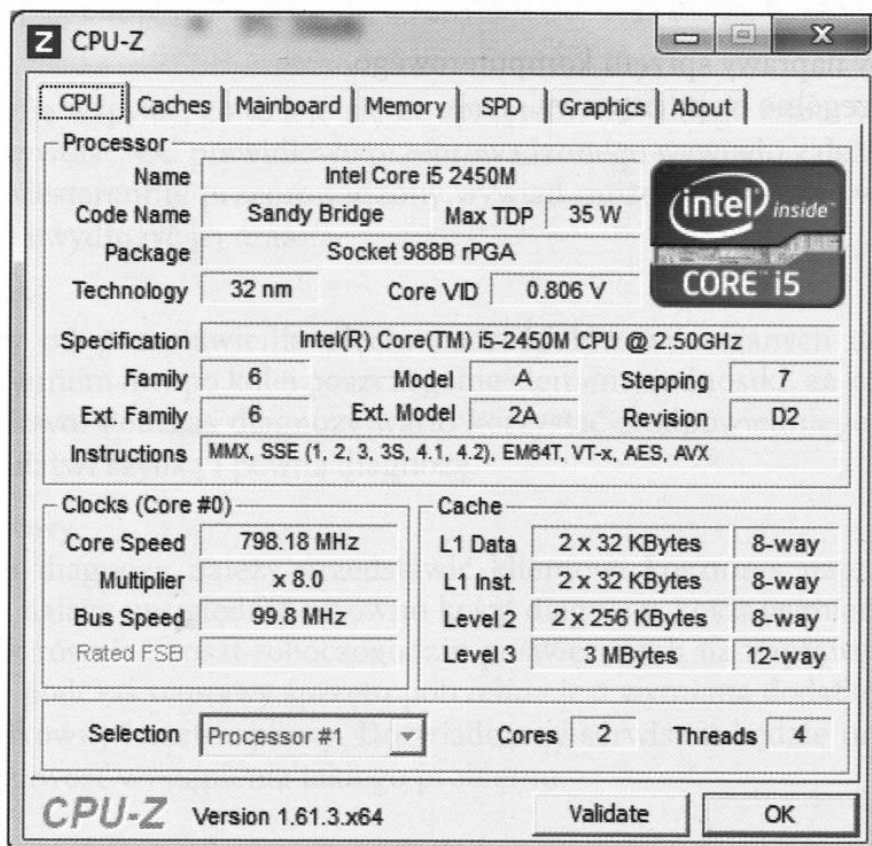 CPU-Z
CPU Caches Mainboard Memory SPD Graphics About
Processor
Name Intel Core i5 2450M
Code Name Sandy Bridge Max TDP 35 W
Package Socket 988B rPGA
Technology 32 nm Core VID 0.806 V
intel inside™
CORE™ i5
Specification Intel(R) Core(TM) i5-2450M CPU @ 2.50GHz
Family 6 Model A Stepping 7
Ext. Family 6 Ext. Model 2A Revision D2
Instructions MMX, SSE (1, 2, 3, 3S, 4.1, 4.2), EM64T, VT-x, AES, AVX
Clocks (Core #0)
Core Speed 798.18 MHz
Multiplier x 8.0
Bus Speed 99.8 MHz
Rated FSB
Cache
L1 Data 2 x 32 KBytes 8-way
L1 Inst. 2 x 32 KBytes 8-way
Level 2 2 x 256 KBytes 8-way
Level 3 3 MBytes 12-way
Selection Processor #1 Cores 2 Threads 4
CPU-Z Version 1.61.3.x64 Validate OK